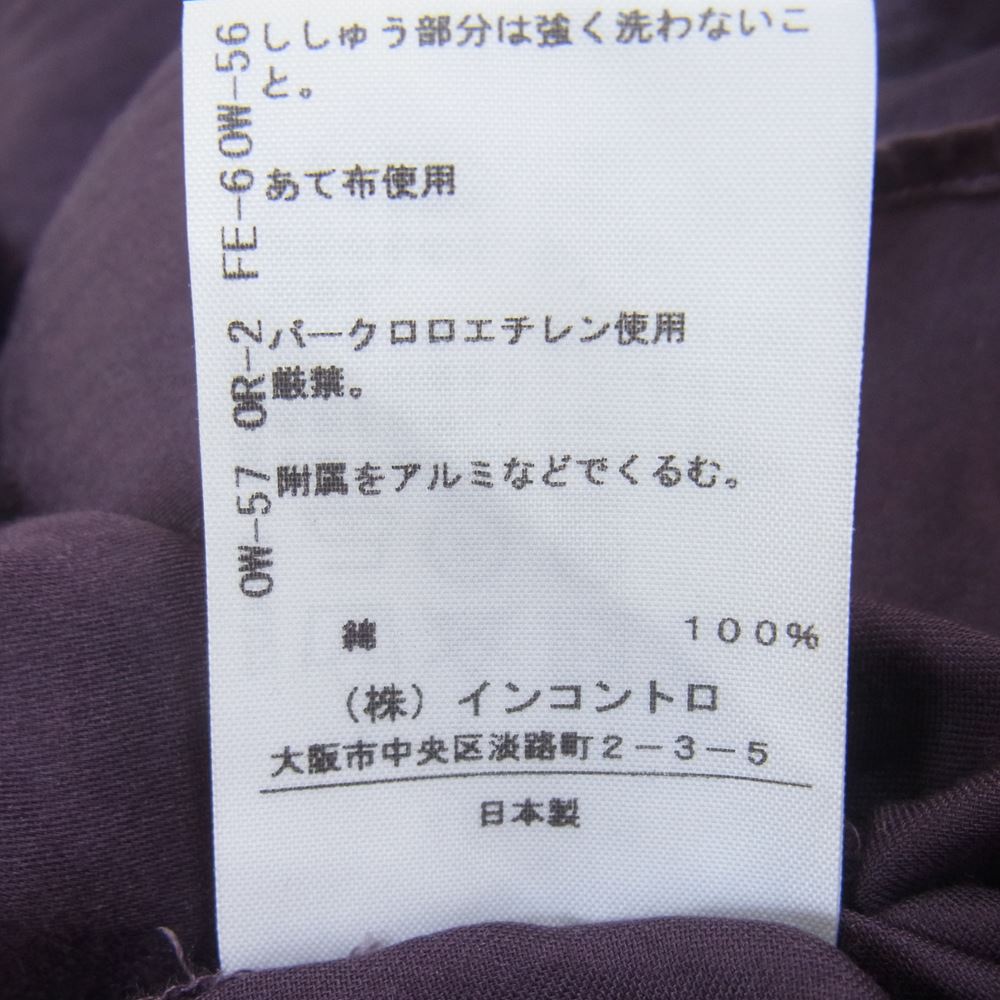 ししゅう部分は強く洗わないこ
と。
あて布使用
パークロロエチレン使用
厳禁。
附属をアルミなどでくるむ。
綿 100%
（株）インコントロ
大阪市中央区淡路町2－3－5
日本製
OW-57 OR-2 FE-6 OW-56